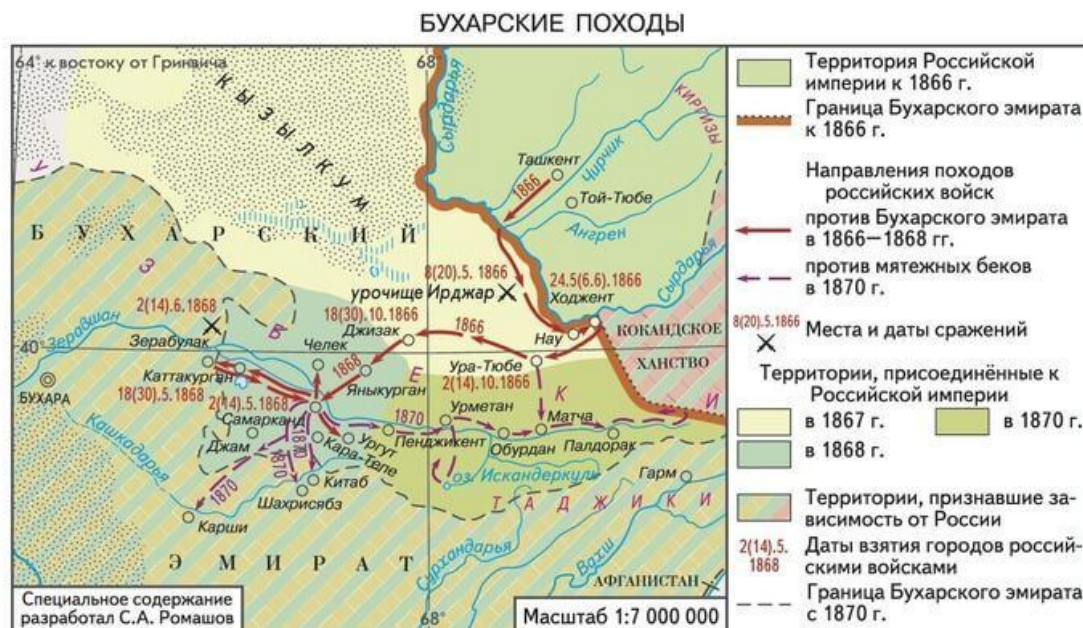 БУХАРСКИЕ ПОХОДЫ
64° к востоку от Гринвича
68°
КЫЗЫЛКУМ
Сырдарья
КИРГИЗЫ
Ташкент
Чирчик
1866
Той-Тюбе
Ангрен
У
БУХАРСКИЙ
З
8(20).5.1866
урочище Ирджар
24.5(6.6).1866
Ходжент
Сырдарья
2(14).6.1868
18(30).10.1866
Джизак
1866
Нау
КОКАНДСКОЕ
ХАНСТВО
Зеравшан
40°
Зерабулак
Б
Челек
1868
Е
Ура-Тюбе
2(14).10.1866
К
И
Каттакурган
Яныкурган
БУХАРА
18(30).5.1868
2(14).5.1868
Самарканд
1870
Урметан
Матча
Кашкадарья
Джам
1870
Кара-Тепе
Ургут
Пенджикент
Обурдан
Палдорак
1870
1870
Китаб
Шахрисябз
оз. Искандеркуль
Гарм
ТАДЖИКИ
Карши
ЭМИРАТ
Сурхандарья
Вахш
АФГАНИСТАН
68°
Специальное содержание
разработал С.А. Ромашов
Масштаб 1:7 000 000
Территория Российской
империи к 1866 г.
Граница Бухарского эмирата
к 1866 г.
Направления походов
российских войск
против Бухарского эмирата
в 1866—1868 гг.
против мятежных беков
в 1870 г.
8(20).5.1866
Места и даты сражений
Территории, присоединённые к
Российской империи
в 1867 г.
в 1870 г.
в 1868 г.
Территории, признавшие за-
висимость от России
2(14).5.
1868
Даты взятия городов россий-
скими войсками
Граница Бухарского эмирата
с 1870 г.